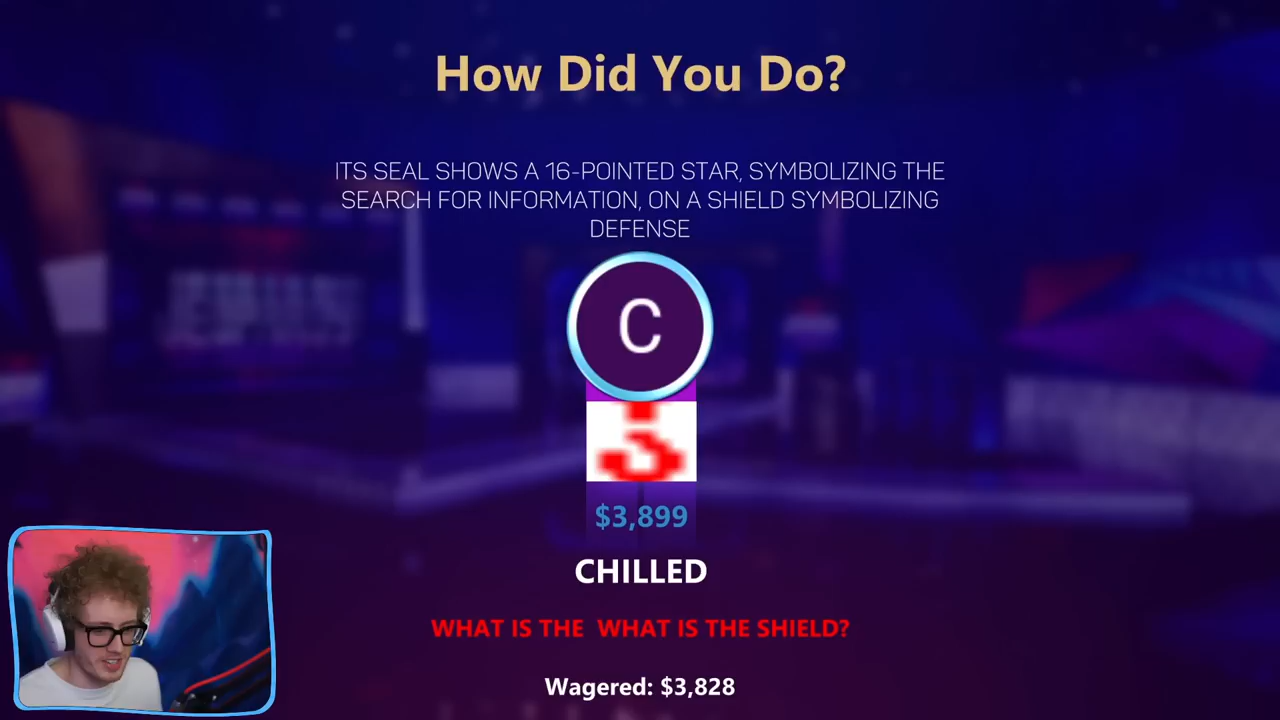 How Did You Do?
ITS SEAL SHOWS A 16-POINTED STAR, SYMBOLIZING THE
SEARCH FOR INFORMATION, ON A SHIELD SYMBOLIZING
DEFENSE
C
$3,899
CHILLED
WHAT IS THE WHAT IS THE SHIELD?
Wagered: $3,828